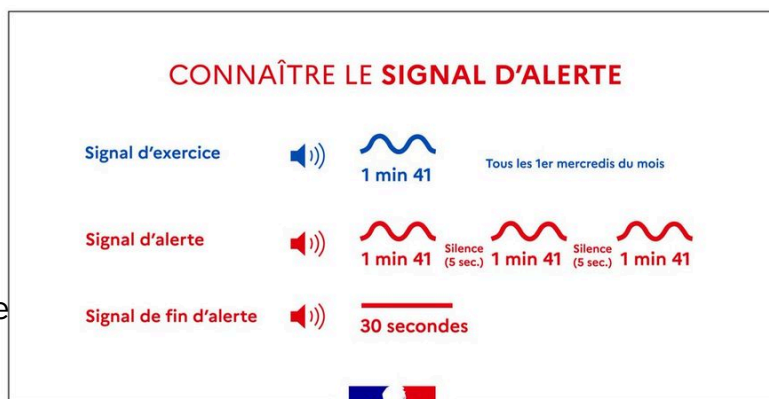 CONNAÎTRE LE SIGNAL D'ALERTE
Signal d'exercice
1 min 41
Tous les 1er mercredis du mois
Signal d'alerte
1 min 41
Silence
(5 sec.)
1 min 41
Silence
(5 sec.)
1 min 41
e
Signal de fin d'alerte
30 secondes